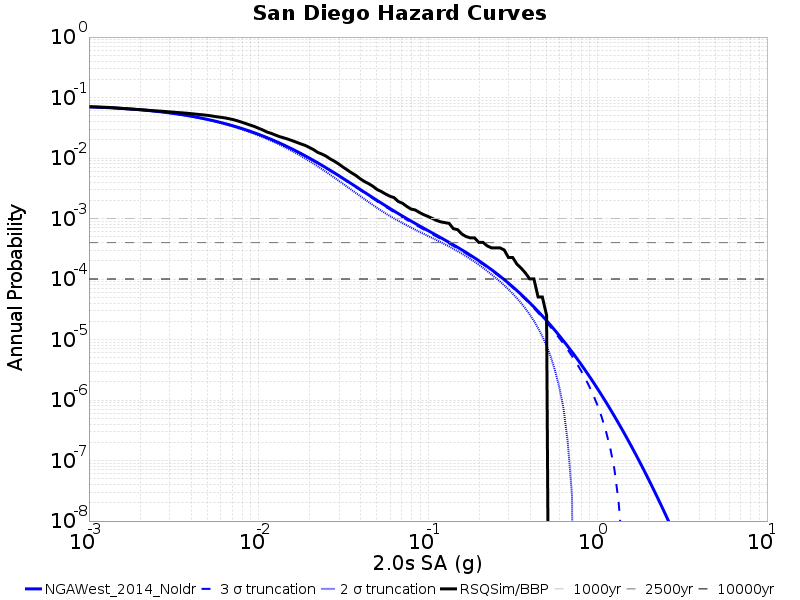 San Diego Hazard Curves
Annual Probability
10^0
10^-1
10^-2
10^-3
10^-4
10^-5
10^-6
10^-7
10^-8
10^-3 10^-2 10^-1 10^0 10^1
2.0s SA (g)
NGAWest_2014_NoIdr 3 σ truncation 2 σ truncation RSQSim/BBP 1000yr 2500yr 10000yr